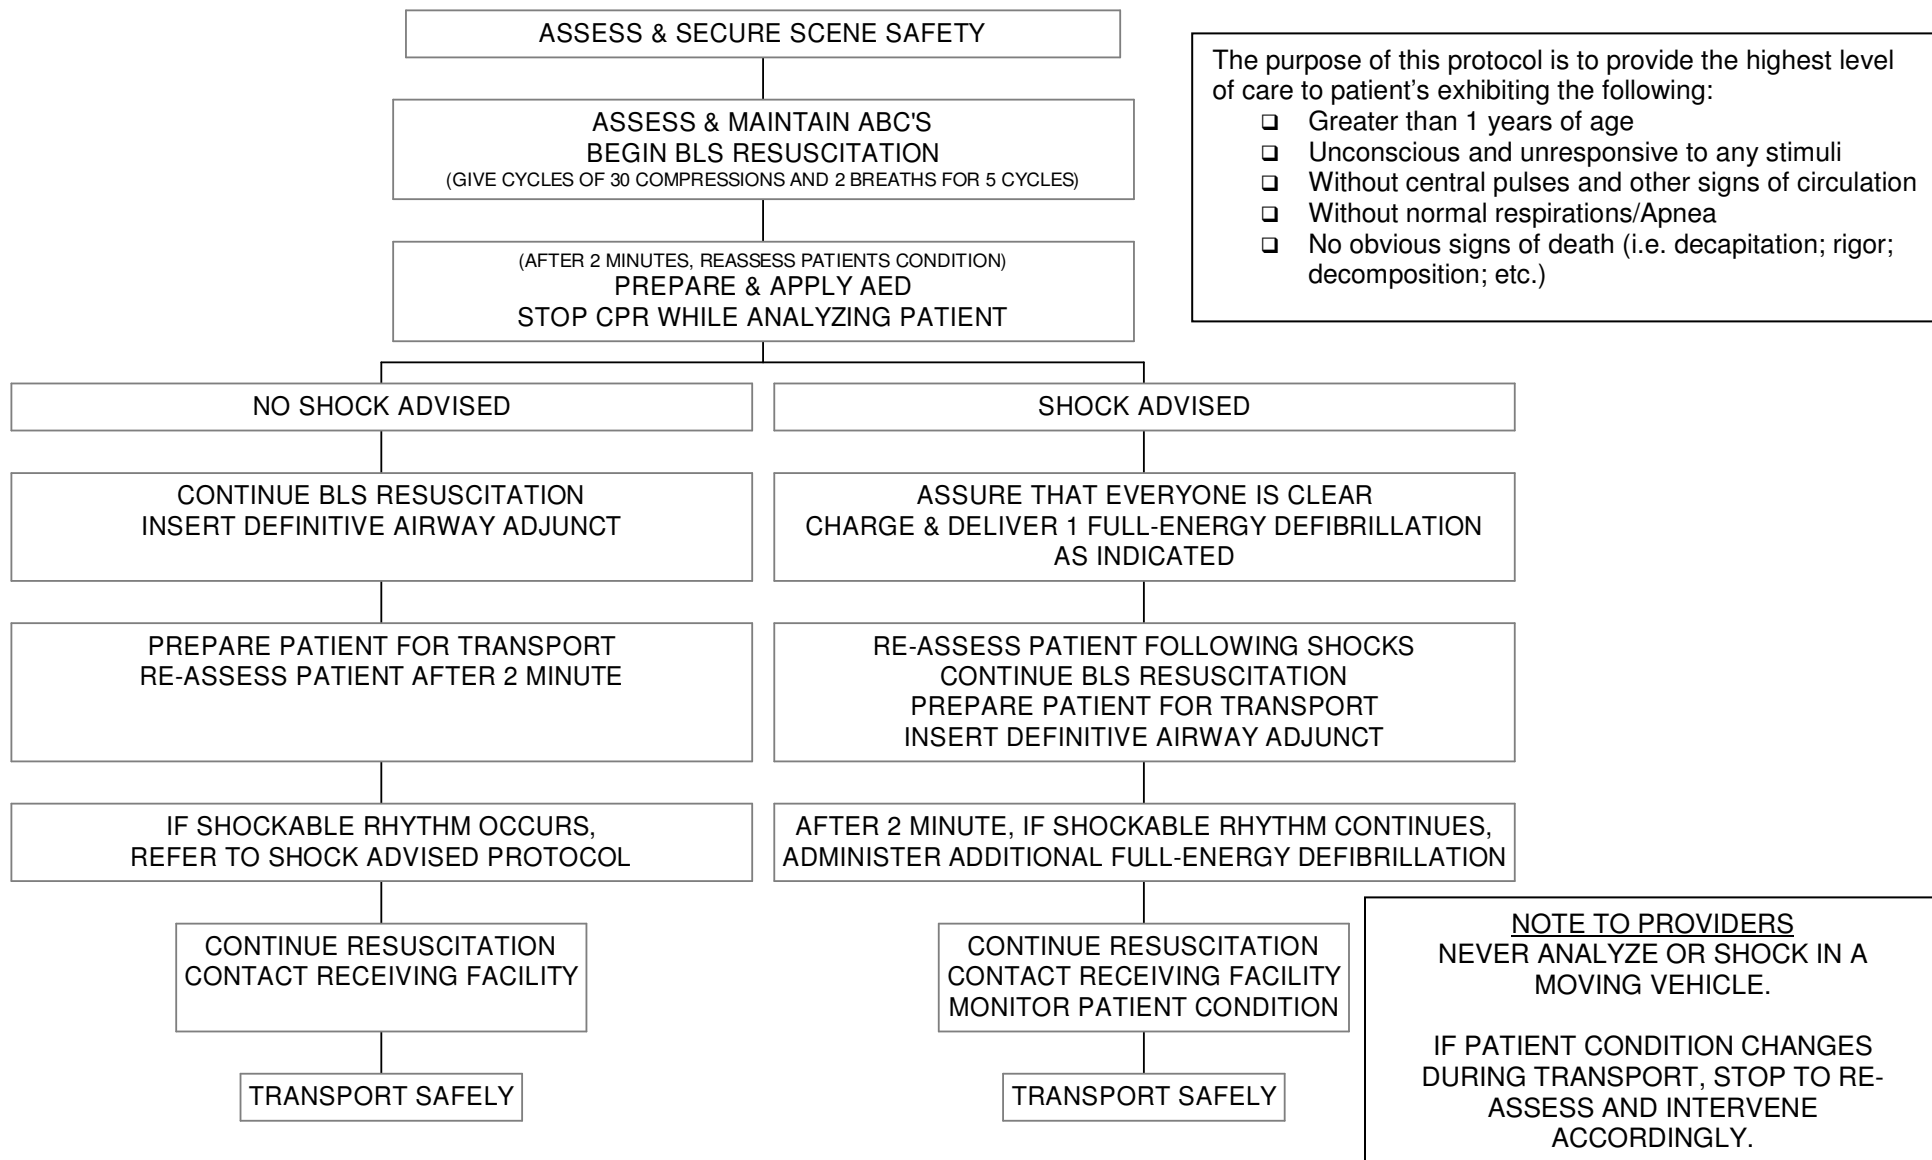 ASSESS & SECURE SCENE SAFETY
The purpose of this protocol is to provide the highest level
of care to patient's exhibiting the following:
❑ Greater than 1 years of age
❑ Unconscious and unresponsive to any stimuli
❑ Without central pulses and other signs of circulation
❑ Without normal respirations/Apnea
❑ No obvious signs of death (i.e. decapitation; rigor;
decomposition; etc.)
ASSESS & MAINTAIN ABC'S
BEGIN BLS RESUSCITATION
(GIVE CYCLES OF 30 COMPRESSIONS AND 2 BREATHS FOR 5 CYCLES)
(AFTER 2 MINUTES, REASSESS PATIENTS CONDITION)
PREPARE & APPLY AED
STOP CPR WHILE ANALYZING PATIENT
NO SHOCK ADVISED
CONTINUE BLS RESUSCITATION
INSERT DEFINITIVE AIRWAY ADJUNCT
PREPARE PATIENT FOR TRANSPORT
RE-ASSESS PATIENT AFTER 2 MINUTE
IF SHOCKABLE RHYTHM OCCURS,
REFER TO SHOCK ADVISED PROTOCOL
CONTINUE RESUSCITATION
CONTACT RECEIVING FACILITY
TRANSPORT SAFELY
SHOCK ADVISED
ASSURE THAT EVERYONE IS CLEAR
CHARGE & DELIVER 1 FULL-ENERGY DEFIBRILLATION
AS INDICATED
RE-ASSESS PATIENT FOLLOWING SHOCKS
CONTINUE BLS RESUSCITATION
PREPARE PATIENT FOR TRANSPORT
INSERT DEFINITIVE AIRWAY ADJUNCT
AFTER 2 MINUTE, IF SHOCKABLE RHYTHM CONTINUES,
ADMINISTER ADDITIONAL FULL-ENERGY DEFIBRILLATION
CONTINUE RESUSCITATION
CONTACT RECEIVING FACILITY
MONITOR PATIENT CONDITION
TRANSPORT SAFELY
NOTE TO PROVIDERS
NEVER ANALYZE OR SHOCK IN A
MOVING VEHICLE.
IF PATIENT CONDITION CHANGES
DURING TRANSPORT, STOP TO RE-
ASSESS AND INTERVENE
ACCORDINGLY.